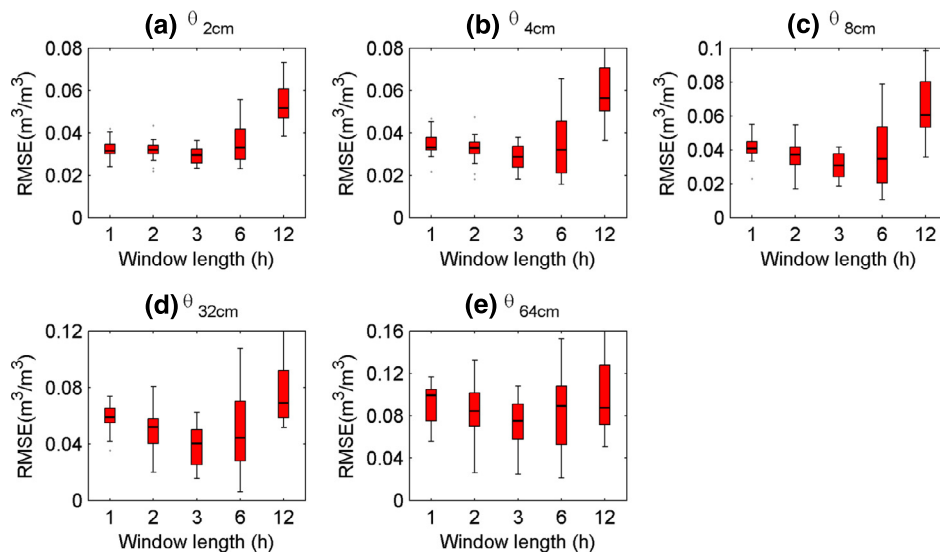 (a) θ 2cm
RMSE(m³/m³)
0.08
0.06
0.04
0.02
0
1 2 3 6 12
Window length (h)
(b) θ 4cm
RMSE(m³/m³)
0.08
0.06
0.04
0.02
0
1 2 3 6 12
Window length (h)
(c) θ 8cm
RMSE(m³/m³)
0.1
0.08
0.06
0.04
0.02
0
1 2 3 6 12
Window length (h)
(d) θ 32cm
RMSE(m³/m³)
0.12
0.08
0.04
0
1 2 3 6 12
Window length (h)
(e) θ 64cm
RMSE(m³/m³)
0.16
0.12
0.08
0.04
0
1 2 3 6 12
Window length (h)